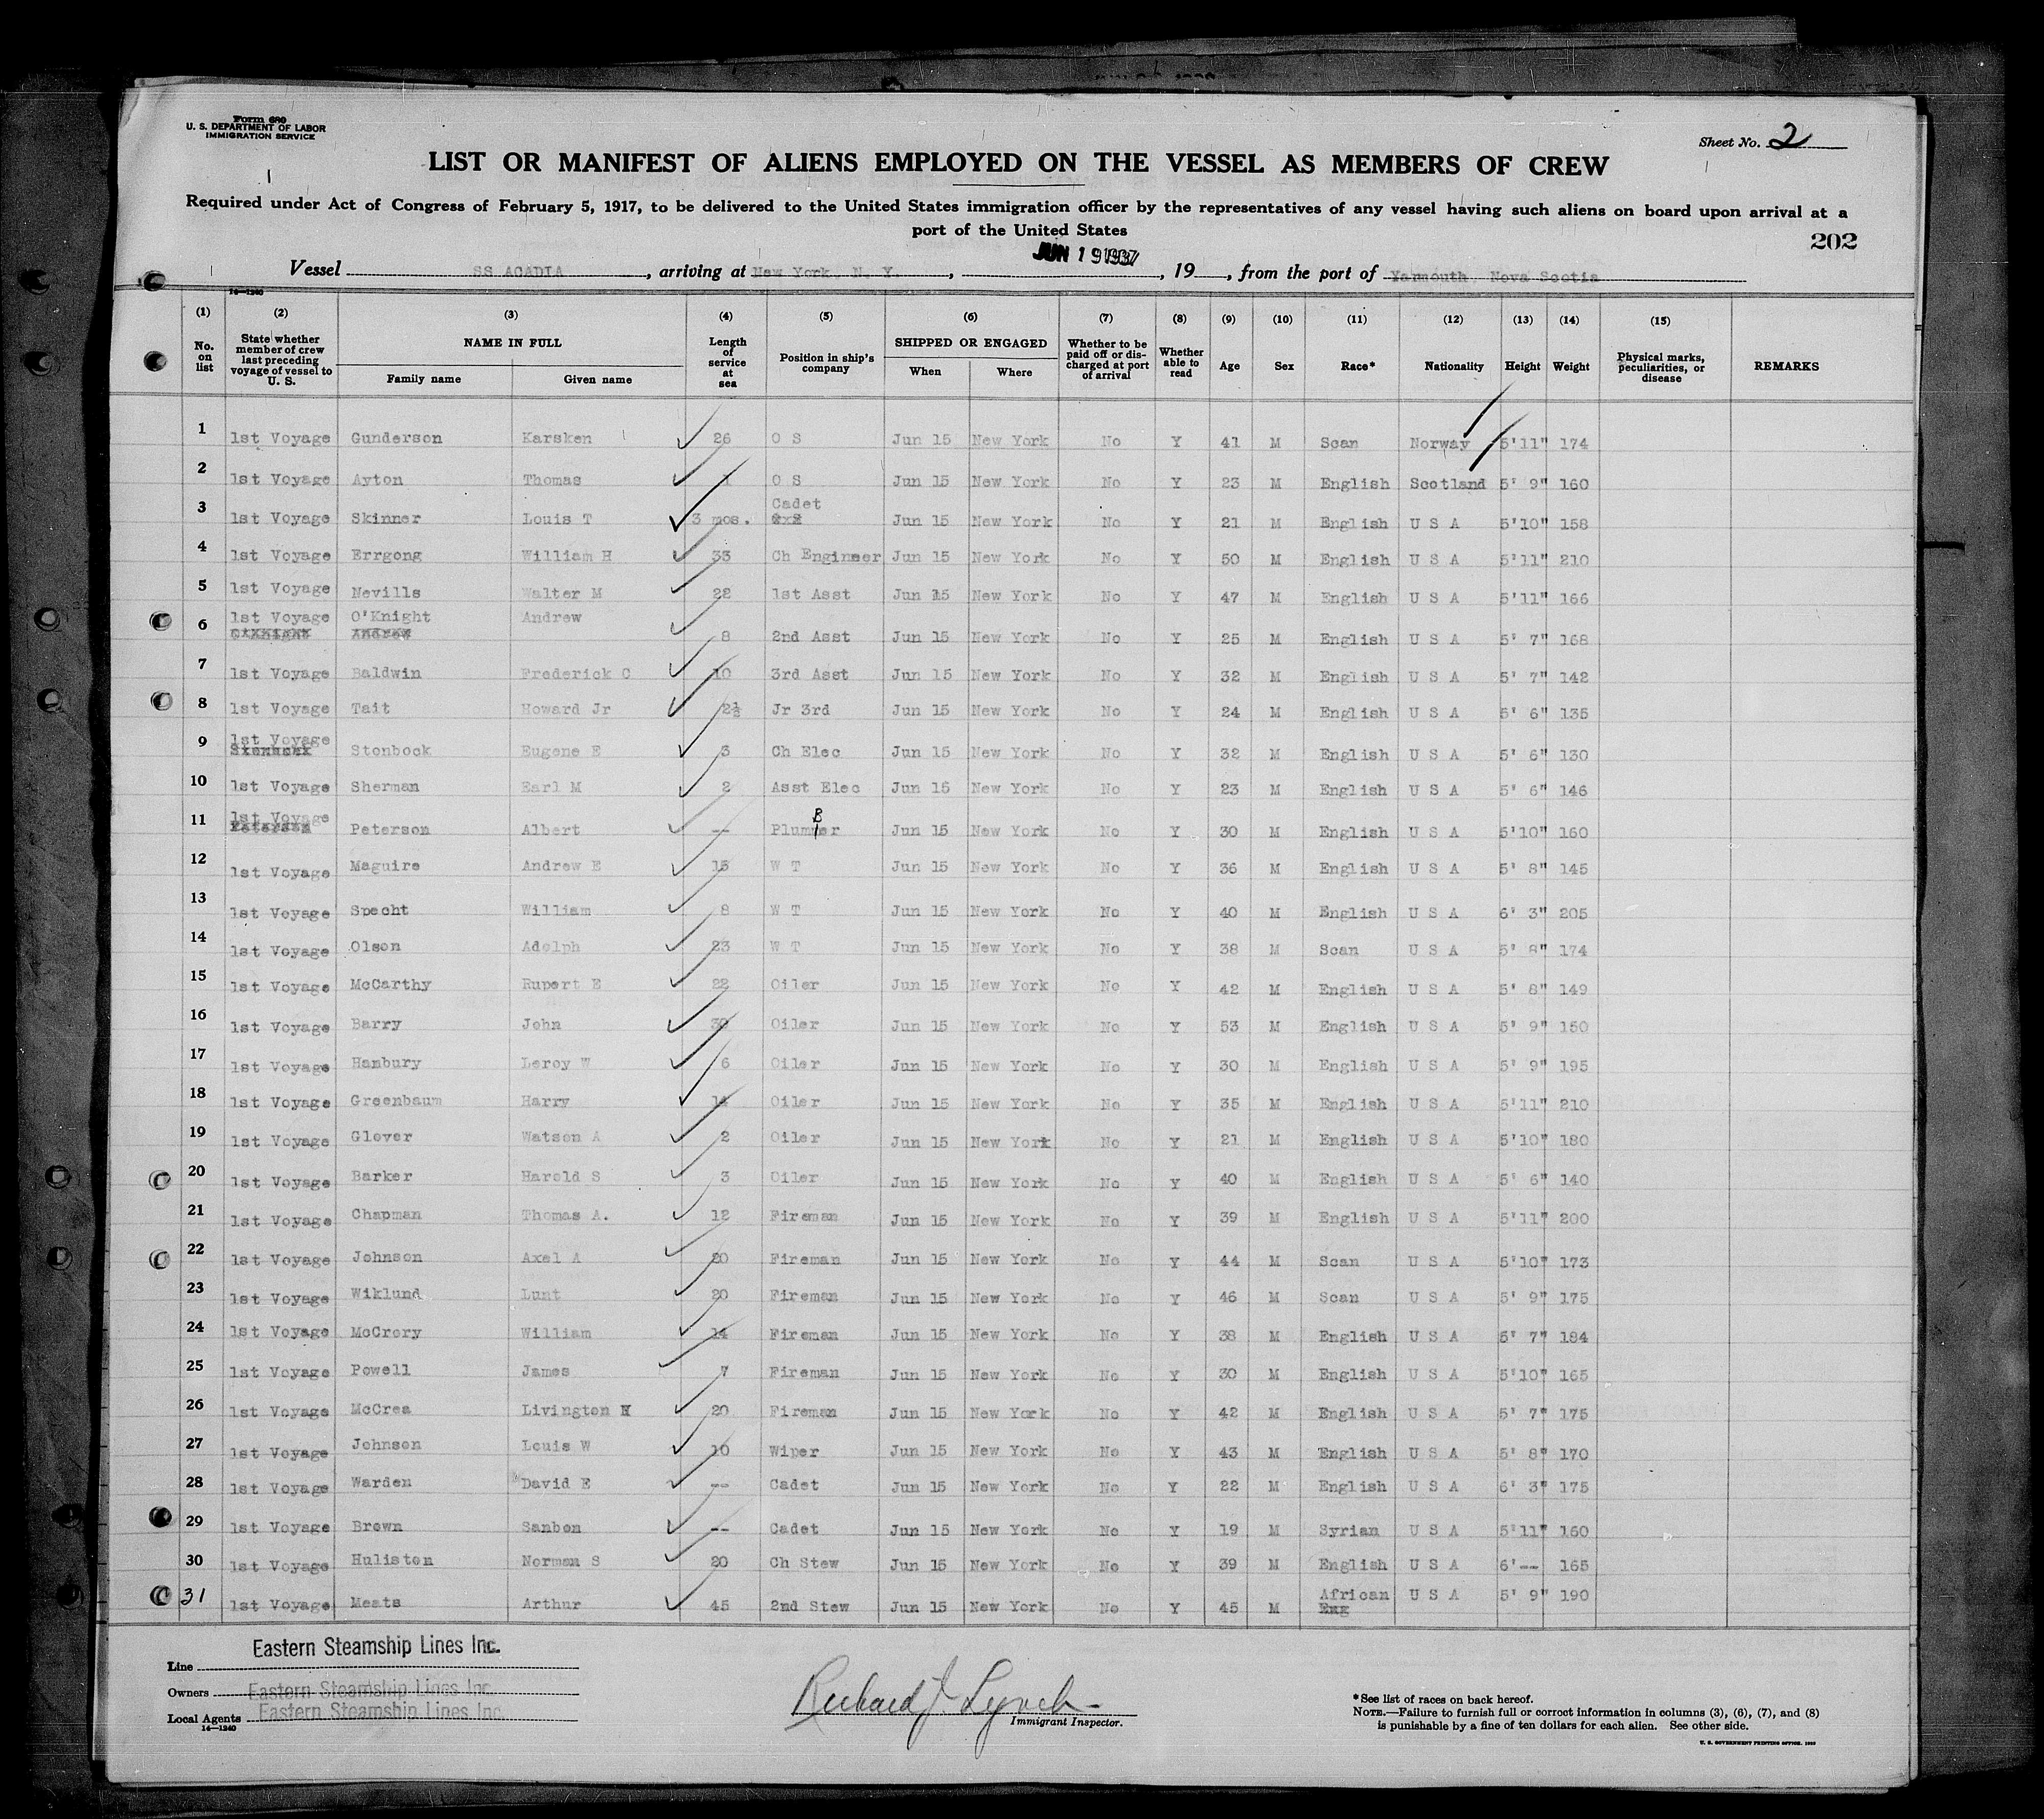 Form 680
U. S. DEPARTMENT OF LABOR
IMMIGRATION SERVICE
Sheet No. 2
LIST OR MANIFEST OF ALIENS EMPLOYED ON THE VESSEL AS MEMBERS OF CREW
Required under Act of Congress of February 5, 1917, to be delivered to the United States immigration officer by the representatives of any vessel having such aliens on board upon arrival at a
port of the United States
202
Vessel SS ACADIA, arriving at New York, N. Y., JUN 19 1937, 19 , from the port of Yarmouth, Nova Scotia
14—1240
(1) (2) (3) (4) (5) (6) (7) (8) (9) (10) (11) (12) (13) (14) (15)
No. on list State whether member of crew last preceding voyage of vessel to U. S. NAME IN FULL Family name Given name Length of service at sea Position in ship's company SHIPPED OR ENGAGED When Where Whether to be paid off or discharged at port of arrival Whether able to read Age Sex Race* Nationality Height Weight Physical marks, peculiarities, or disease REMARKS
1 1st Voyage Gunderson Karsken 26 O S Jun 15 New York No Y 41 M Scan Norway 5'11" 174
2 1st Voyage Ayton Thomas 1 O S Jun 15 New York No Y 23 M English Scotland 5' 9" 160
3 1st Voyage Skinner Louis T 3 mos. Cadet Jun 15 New York No Y 21 M English U S A 5'10" 158
4 1st Voyage Errgong William H 33 Ch Engineer Jun 15 New York No Y 50 M English U S A 5'11" 210
5 1st Voyage Nevills Walter M 22 1st Asst Jun 15 New York No Y 47 M English U S A 5'11" 166
6 1st Voyage O'Knight Andrew 8 2nd Asst Jun 15 New York No Y 25 M English U S A 5' 7" 168
7 1st Voyage Baldwin Frederick C 10 3rd Asst Jun 15 New York No Y 32 M English U S A 5' 7" 142
8 1st Voyage Tait Howard Jr 2½ Jr 3rd Jun 15 New York No Y 24 M English U S A 5' 6" 135
9 1st Voyage Stenbock Eugene E 3 Ch Elec Jun 15 New York No Y 32 M English U S A 5' 6" 130
10 1st Voyage Sherman Earl M 2 Asst Elec Jun 15 New York No Y 23 M English U S A 5' 6" 146
11 1st Voyage Peterson Albert -- Plummer B Jun 15 New York No Y 30 M English U S A 5'10" 160
12 1st Voyage Maguire Andrew E 15 W T Jun 15 New York No Y 36 M English U S A 5' 8" 145
13 1st Voyage Specht William 8 W T Jun 15 New York No Y 40 M English U S A 6' 3" 205
14 1st Voyage Olson Adolph 23 W T Jun 15 New York No Y 38 M Scan U S A 5' 8" 174
15 1st Voyage McCarthy Rupert E 22 Oiler Jun 15 New York No Y 42 M English U S A 5' 8" 149
16 1st Voyage Barry John 30 Oiler Jun 15 New York No Y 53 M English U S A 5' 9" 150
17 1st Voyage Hanbury Leroy W 6 Oiler Jun 15 New York No Y 30 M English U S A 5' 9" 195
18 1st Voyage Greenbaum Harry 14 Oiler Jun 15 New York No Y 35 M English U S A 5'11" 210
19 1st Voyage Glover Watson A 2 Oiler Jun 15 New York No Y 21 M English U S A 5'10" 180
20 1st Voyage Barker Harold S 3 Oiler Jun 15 New York No Y 40 M English U S A 5' 6" 140
21 1st Voyage Chapman Thomas A. 12 Fireman Jun 15 New York No Y 39 M English U S A 5'11" 200
22 1st Voyage Johnson Axel A 20 Fireman Jun 15 New York No Y 44 M Scan U S A 5'10" 173
23 1st Voyage Wiklund Lunt 20 Fireman Jun 15 New York No Y 46 M Scan U S A 5' 9" 175
24 1st Voyage McCrory William 14 Fireman Jun 15 New York No Y 38 M English U S A 5' 7" 184
25 1st Voyage Powell James 7 Fireman Jun 15 New York No Y 30 M English U S A 5'10" 165
26 1st Voyage McCrea Livington H 20 Fireman Jun 15 New York No Y 42 M English U S A 5' 7" 175
27 1st Voyage Johnson Louis W 10 Wiper Jun 15 New York No Y 43 M English U S A 5' 8" 170
28 1st Voyage Warden David E -- Cadet Jun 15 New York No Y 22 M English U S A 6' 3" 175
29 1st Voyage Brown Sanbon -- Cadet Jun 15 New York No Y 19 M Syrian U S A 5'11" 160
30 1st Voyage Huliston Norman S 20 Ch Stew Jun 15 New York No Y 39 M English U S A 6'-- 165
31 1st Voyage Meats Arthur 45 2nd Stew Jun 15 New York No Y 45 M African Eng U S A 5' 9" 190
Line Eastern Steamship Lines Inc.
Owners Eastern Steamship Lines Inc.
Local Agents Eastern Steamship Lines Inc.
14—1240
Richard J. Lynch
Immigrant Inspector.
*See list of races on back hereof.
NOTE.—Failure to furnish full or correct information in columns (3), (6), (7), and (8)
is punishable by a fine of ten dollars for each alien. See other side.
U. S. GOVERNMENT PRINTING OFFICE